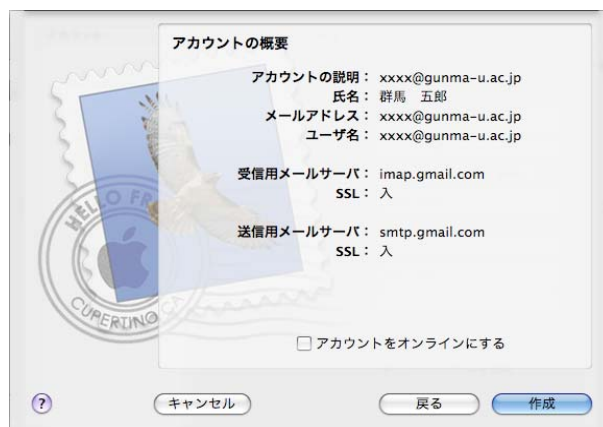 アカウントの概要
アカウントの説明： xxxx@gunma-u.ac.jp
氏名： 群馬 五郎
メールアドレス： xxxx@gunma-u.ac.jp
ユーザ名： xxxx@gunma-u.ac.jp
受信用メールサーバ： imap.gmail.com
SSL： 入
送信用メールサーバ： smtp.gmail.com
SSL： 入
HELLO FR
CUPERTINO CA
アカウントをオンラインにする
? キャンセル 戻る 作成